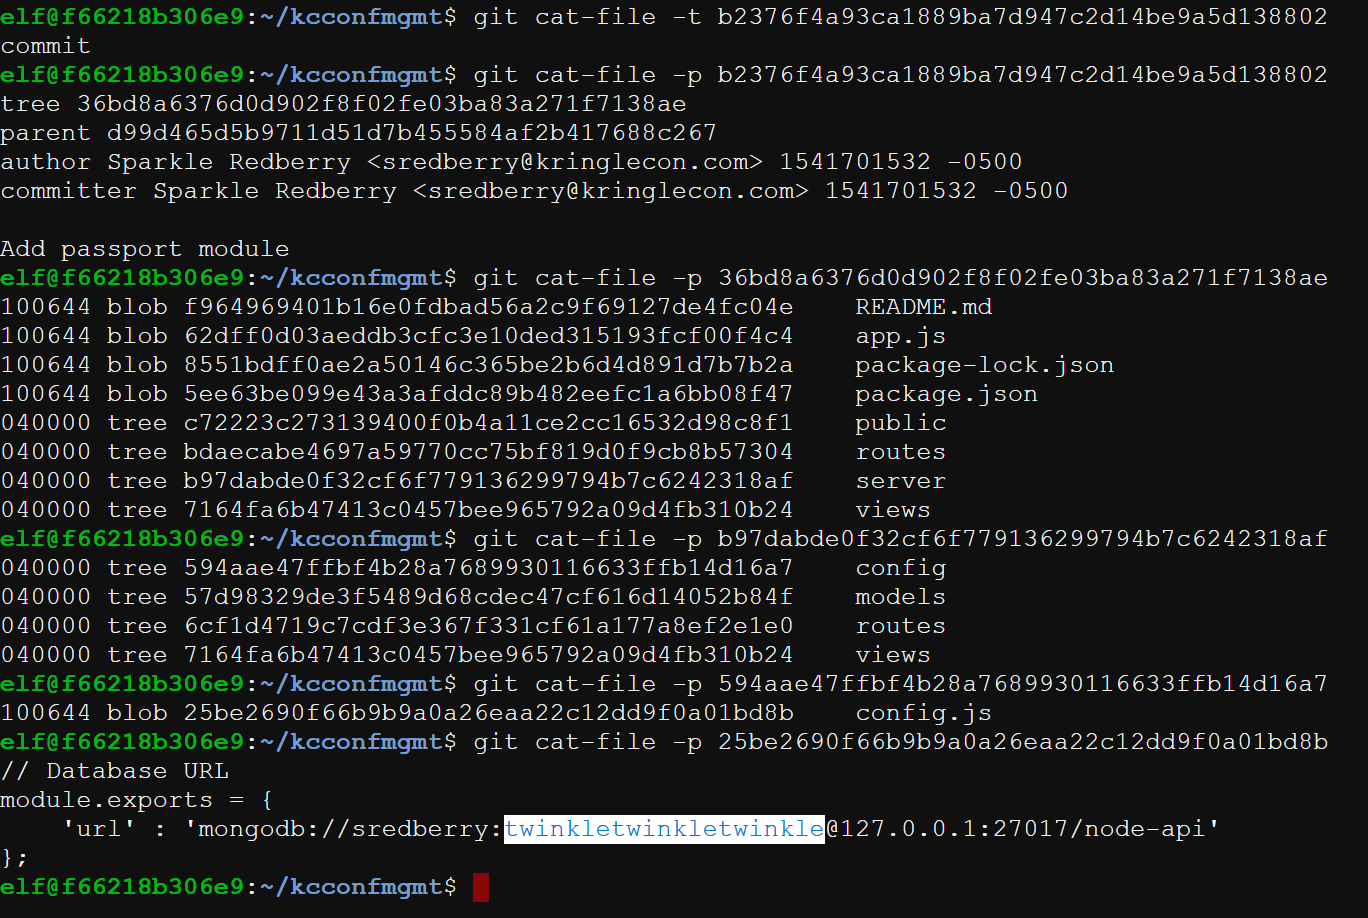 elf@f66218b306e9:~/kcconfmgmt$ git cat-file -t b2376f4a93ca1889ba7d947c2d14be9a5d138802
commit
elf@f66218b306e9:~/kcconfmgmt$ git cat-file -p b2376f4a93ca1889ba7d947c2d14be9a5d138802
tree 36bd8a6376d0d902f8f02fe03ba83a271f7138ae
parent d99d465d5b9711d51d7b455584af2b417688c267
author Sparkle Redberry <sredberry@kringlecon.com> 1541701532 -0500
committer Sparkle Redberry <sredberry@kringlecon.com> 1541701532 -0500

Add passport module
elf@f66218b306e9:~/kcconfmgmt$ git cat-file -p 36bd8a6376d0d902f8f02fe03ba83a271f7138ae
100644 blob f964969401b16e0fdbad56a2c9f69127de4fc04e    README.md
100644 blob 62dff0d03aeddb3cfc3e10ded315193fcf00f4c4    app.js
100644 blob 8551bdff0ae2a50146c365be2b6d4d891d7b7b2a    package-lock.json
100644 blob 5ee63be099e43a3afddc89b482eefc1a6bb08f47    package.json
040000 tree c72223c273139400f0b4a11ce2cc16532d98c8f1    public
040000 tree bdaecabe4697a59770cc75bf819d0f9cb8b57304    routes
040000 tree b97dabde0f32cf6f779136299794b7c6242318af    server
040000 tree 7164fa6b47413c0457bee965792a09d4fb310b24    views
elf@f66218b306e9:~/kcconfmgmt$ git cat-file -p b97dabde0f32cf6f779136299794b7c6242318af
040000 tree 594aae47ffbf4b28a7689930116633ffb14d16a7    config
040000 tree 57d98329de3f5489d68cdec47cf616d14052b84f    models
040000 tree 6cf1d4719c7cdf3e367f331cf61a177a8ef2e1e0    routes
040000 tree 7164fa6b47413c0457bee965792a09d4fb310b24    views
elf@f66218b306e9:~/kcconfmgmt$ git cat-file -p 594aae47ffbf4b28a7689930116633ffb14d16a7
100644 blob 25be2690f66b9b9a0a26eaa22c12dd9f0a01bd8b    config.js
elf@f66218b306e9:~/kcconfmgmt$ git cat-file -p 25be2690f66b9b9a0a26eaa22c12dd9f0a01bd8b
// Database URL
module.exports = {
    'url' : 'mongodb://sredberry:twinkletwinkletwinkle@127.0.0.1:27017/node-api'
};
elf@f66218b306e9:~/kcconfmgmt$